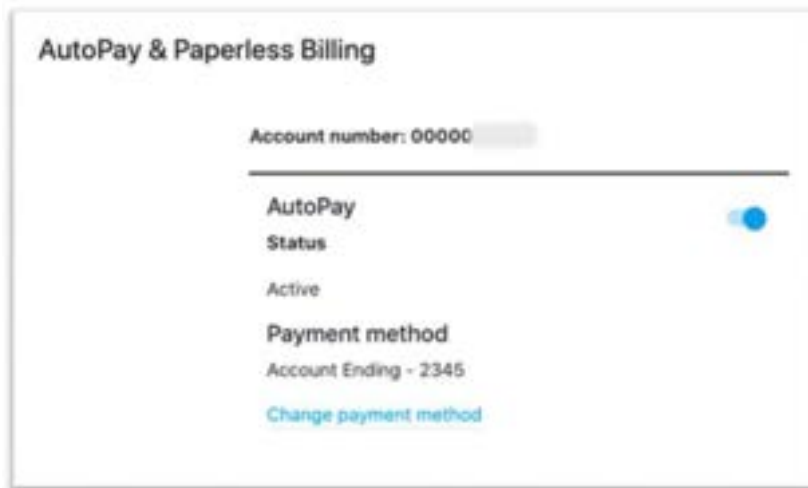 AutoPay & Paperless Billing
Account number: 00000
AutoPay
Status
Active
Payment method
Account Ending - 2345
Change payment method